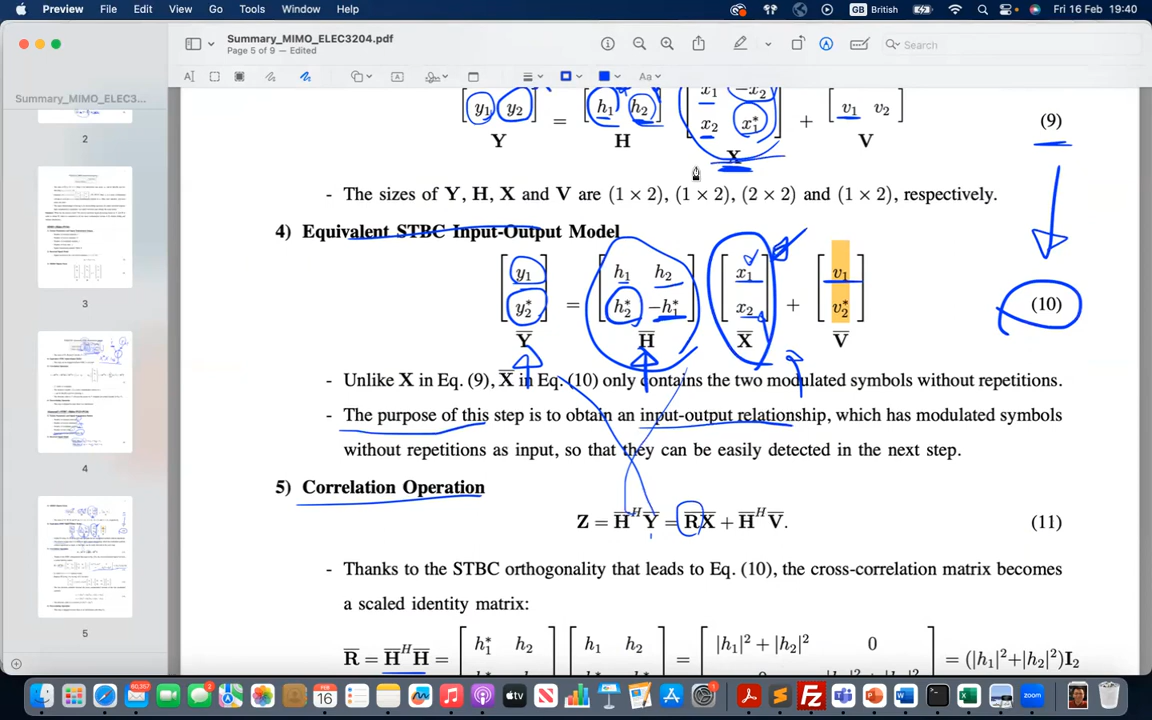 Preview File Edit View Go Tools Window Help GB British Fri 16 Feb 19:40
Summary_MIMO_ELEC3204.pdf
Page 5 of 9 — Edited
Search
Summary_MIMO_ELEC3...
2
3
4
5
[ y₁ y₂ ] = [ h₁ h₂ ] [ x₁ −x₂* ; x₂ x₁* ] + [ v₁ v₂ ] (9)
Y H X V
- The sizes of Y, H, X and V are (1 × 2), (1 × 2), (2 × 2) and (1 × 2), respectively.
4) Equivalent STBC Input-Output Model
[ y₁ ; y₂* ] = [ h₁ h₂ ; h₂* −h₁* ] [ x₁ ; x₂ ] + [ v₁ ; v₂* ] (10)
Y̅ H̅ X̅ V̅
- Unlike X in Eq. (9), X̅ in Eq. (10) only contains the two modulated symbols without repetitions.
- The purpose of this step is to obtain an input-output relationship, which has modulated symbols
without repetitions as input, so that they can be easily detected in the next step.
5) Correlation Operation
Z = H̅ᴴY̅ = R̅X̅ + H̅ᴴV̅. (11)
- Thanks to the STBC orthogonality that leads to Eq. (10), the cross-correlation matrix becomes
a scaled identity matrix:
R̅ = H̅ᴴH̅ = [ h₁* h₂ ] [ h₁ h₂ ] = [ |h₁|² + |h₂|² 0 ] = (|h₁|²+|h₂|²)I₂